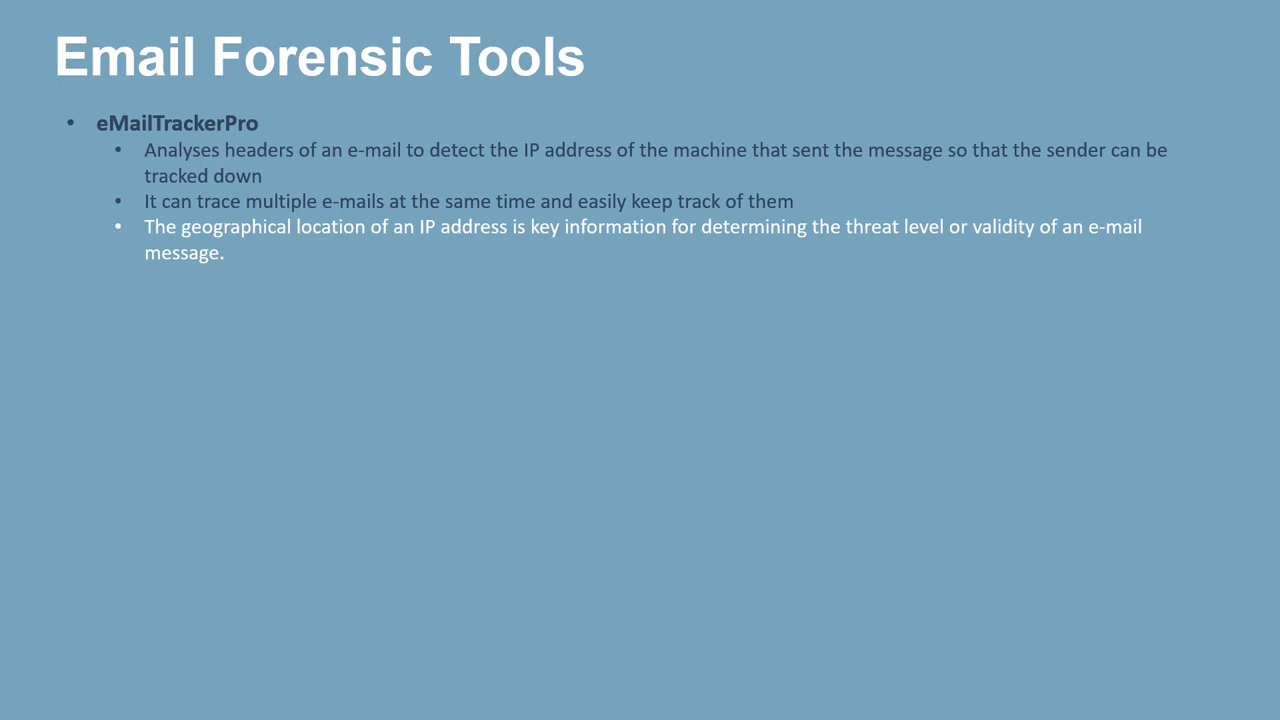 Email Forensic Tools
• eMailTrackerPro
• Analyses headers of an e-mail to detect the IP address of the machine that sent the message so that the sender can be
tracked down
• It can trace multiple e-mails at the same time and easily keep track of them
• The geographical location of an IP address is key information for determining the threat level or validity of an e-mail
message.